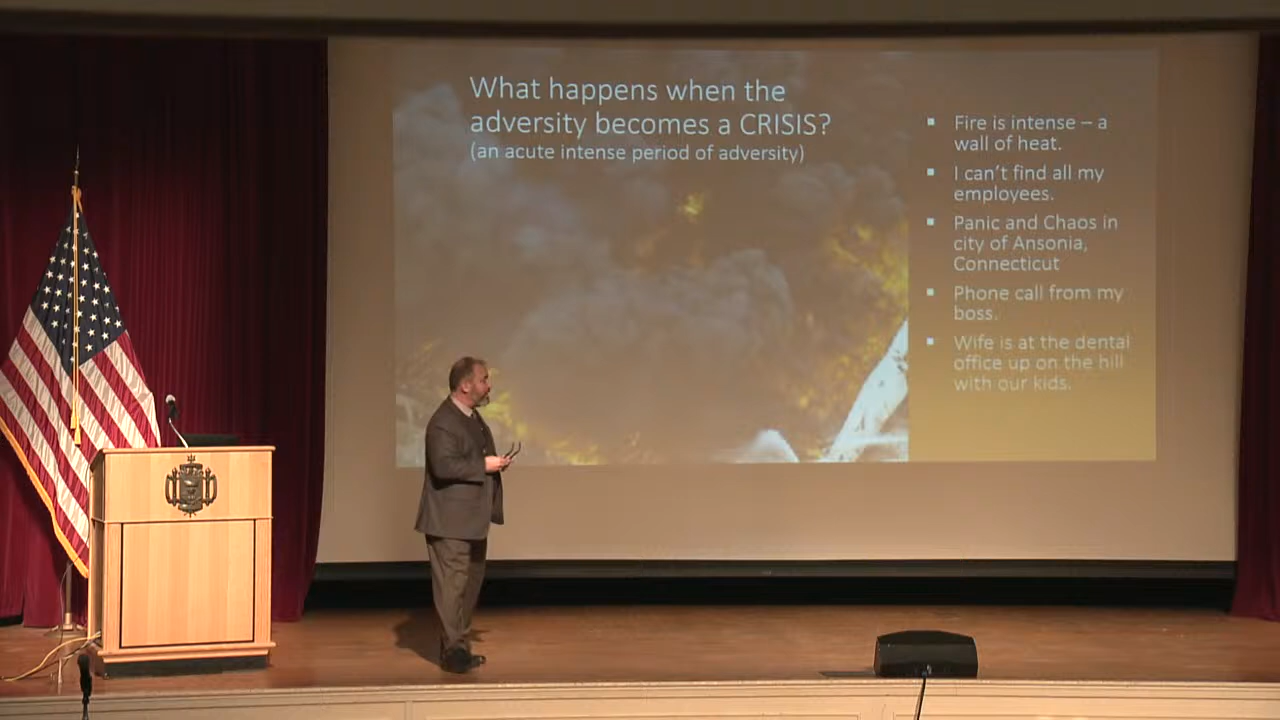 What happens when the
adversity becomes a CRISIS?
(an acute intense period of adversity)
▪ Fire is intense – a
wall of heat.
▪ I can't find all my
employees.
▪ Panic and Chaos in
city of Ansonia,
Connecticut
▪ Phone call from my
boss.
▪ Wife is at the dental
office up on the hill
with our kids.